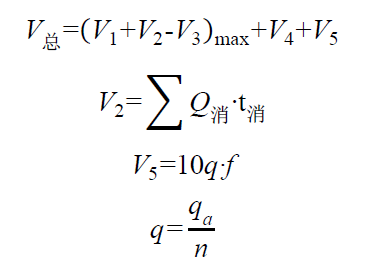 V总=(V1+V2-V3)max+V4+V5
V2=∑Q消·t消
V5=10q·f
q=qa/n